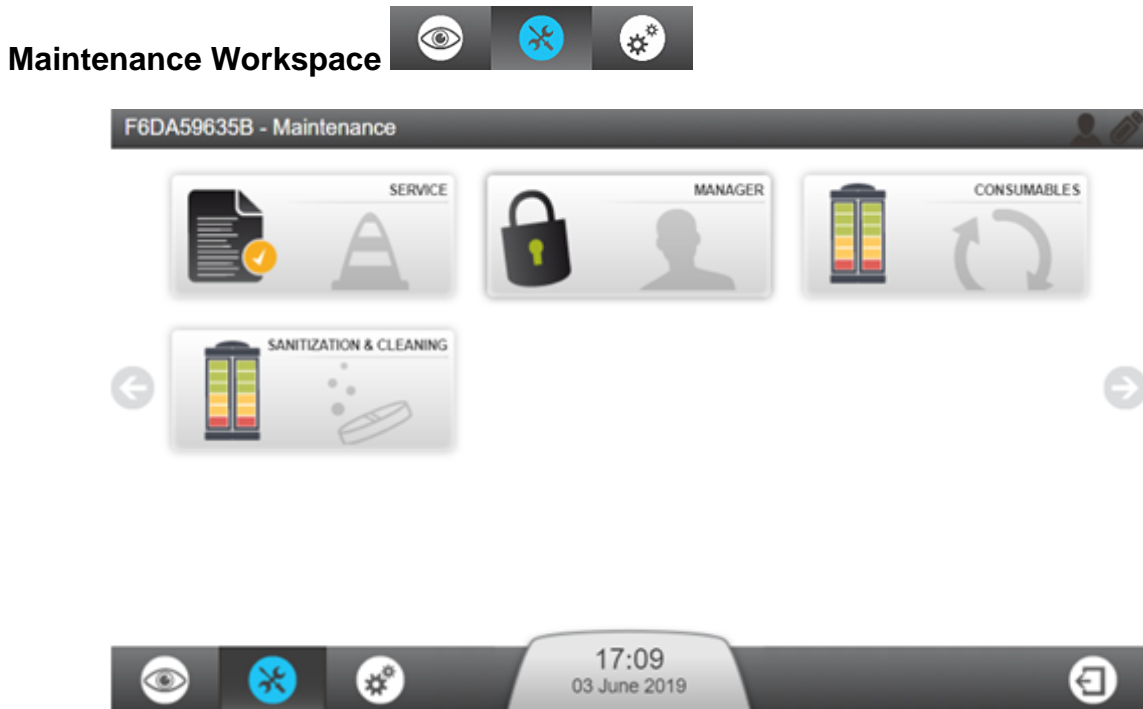 Maintenance Workspace
F6DA59635B - Maintenance
SERVICE
MANAGER
CONSUMABLES
SANITIZATION & CLEANING
17:09
03 June 2019